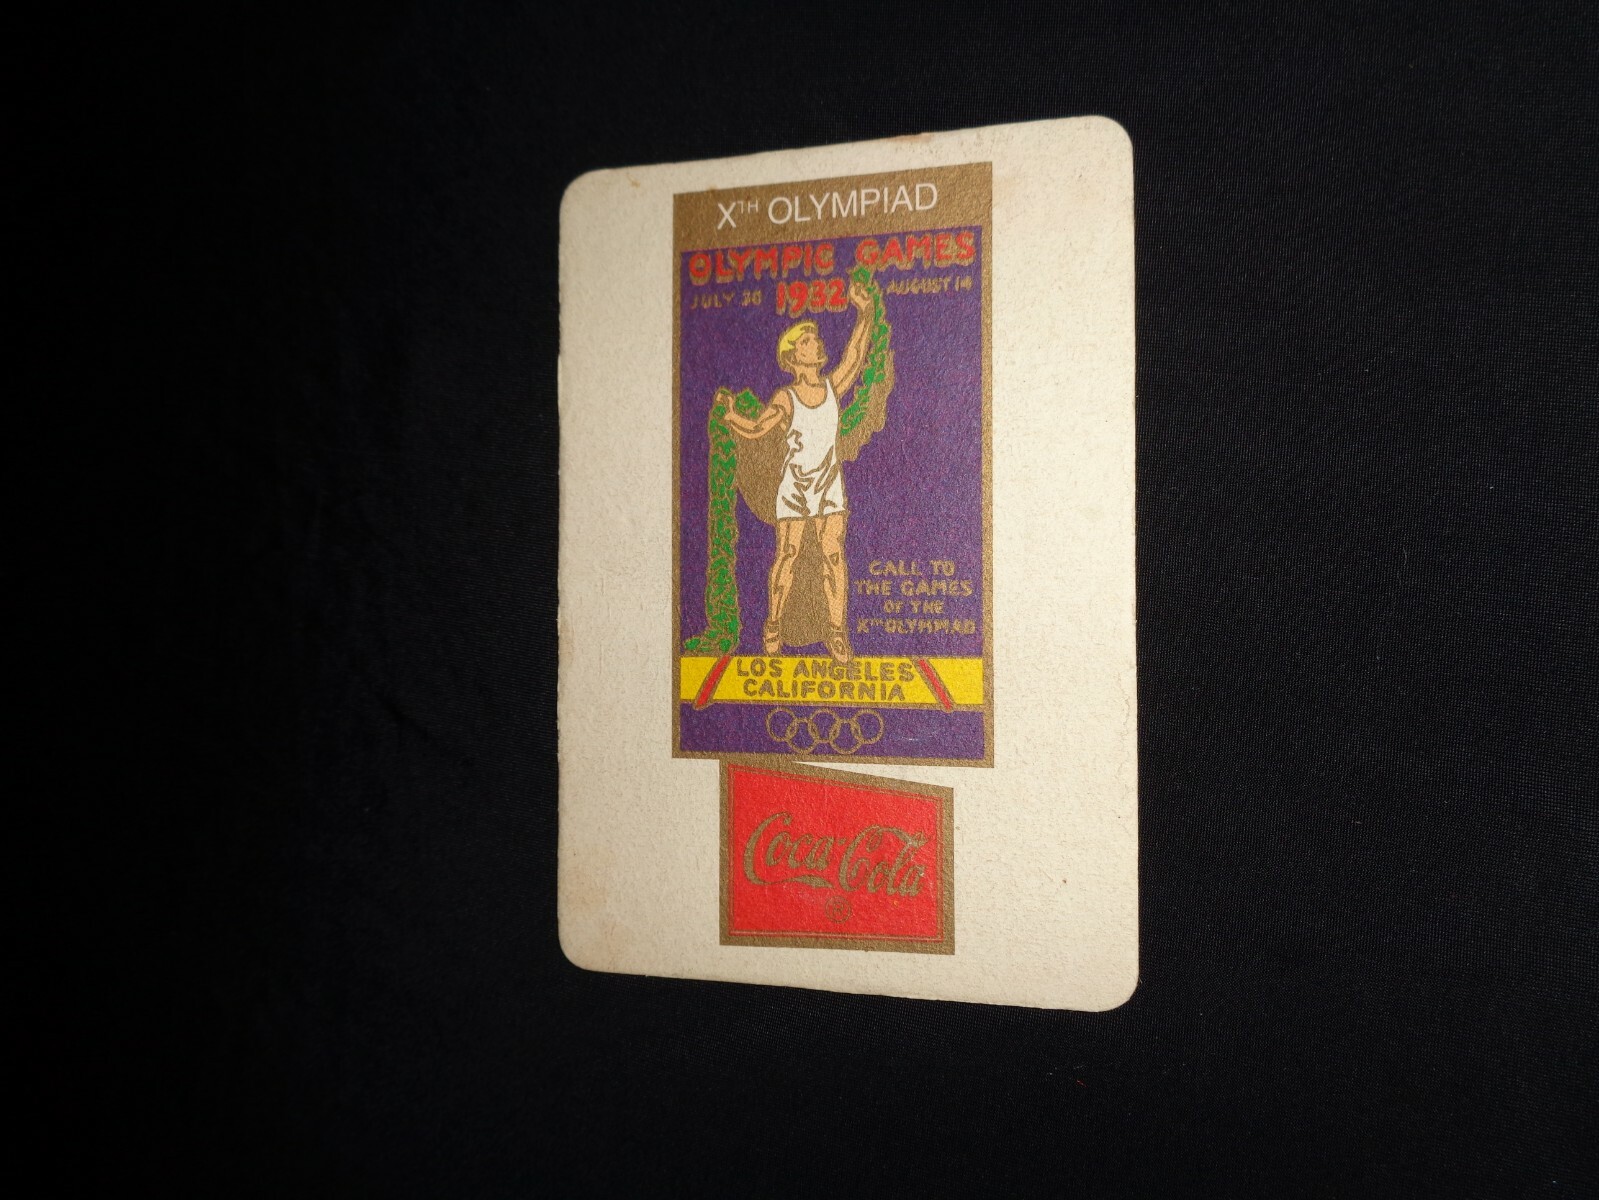 XTH OLYMPIAD
OLYMPIC GAMES
JULY 30 1932 AUGUST 14
CALL TO
THE GAMES
OF THE
XTH OLYMPIAD
LOS ANGELES
CALIFORNIA
Coca-Cola
®